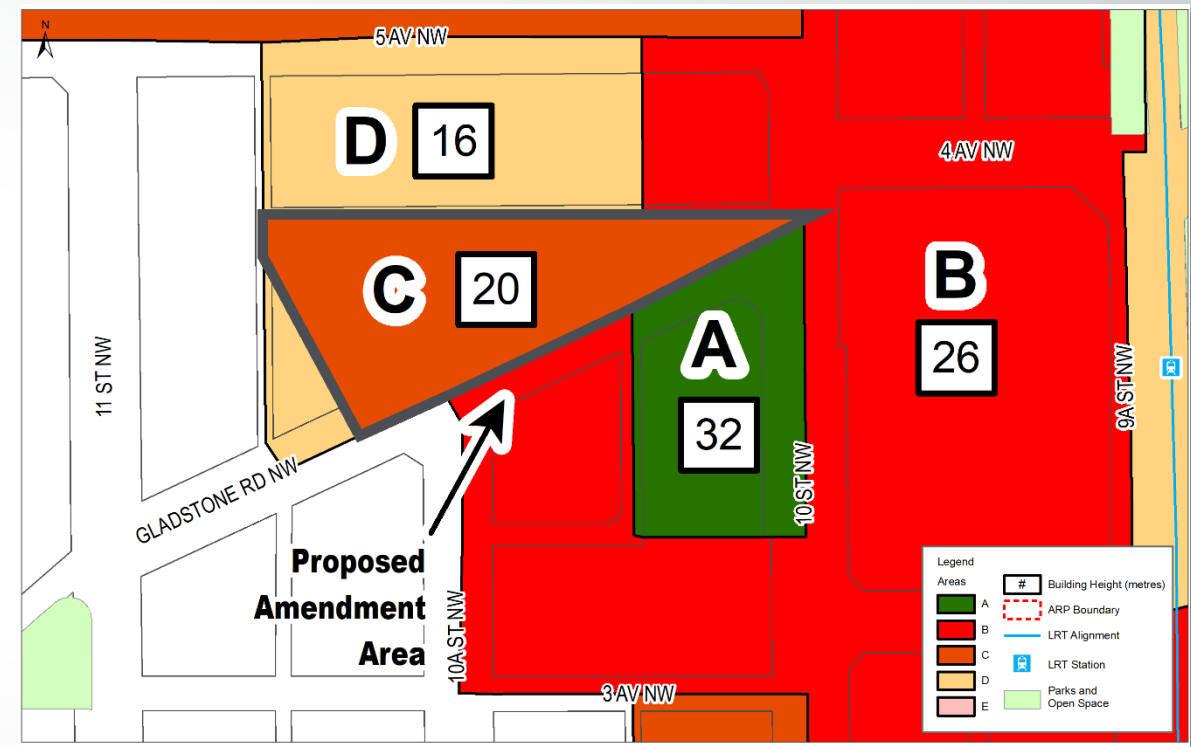 N
5 AV NW
D
16
4 AV NW
C
20
B
26
A
32
11 ST NW
9A ST NW
10 ST NW
GLADSTONE RD NW
Proposed
Amendment
Area
10A ST NW
3 AV NW
Legend
Areas
A
B
C
D
E
# Building Height (metres)
ARP Boundary
LRT Alignment
LRT Station
Parks and
Open Space